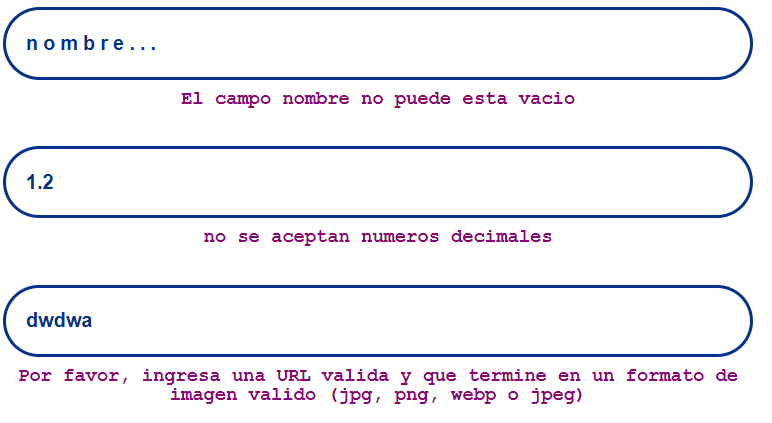 nombre...
El campo nombre no puede esta vacio
1.2
no se aceptan numeros decimales
dwdwa
Por favor, ingresa una URL valida y que termine en un formato de
imagen valido (jpg, png, webp o jpeg)